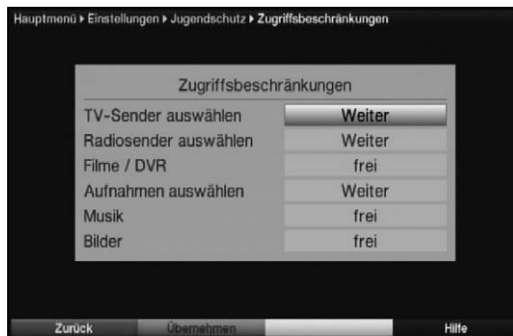 Hauptmenü ▸ Einstellungen ▸ Jugendschutz ▸ Zugriffsbeschränkungen
Zugriffsbeschränkungen
TV-Sender auswählen Weiter
Radiosender auswählen Weiter
Filme / DVR frei
Aufnahmen auswählen Weiter
Musik frei
Bilder frei
Zurück Übernehmen Hilfe